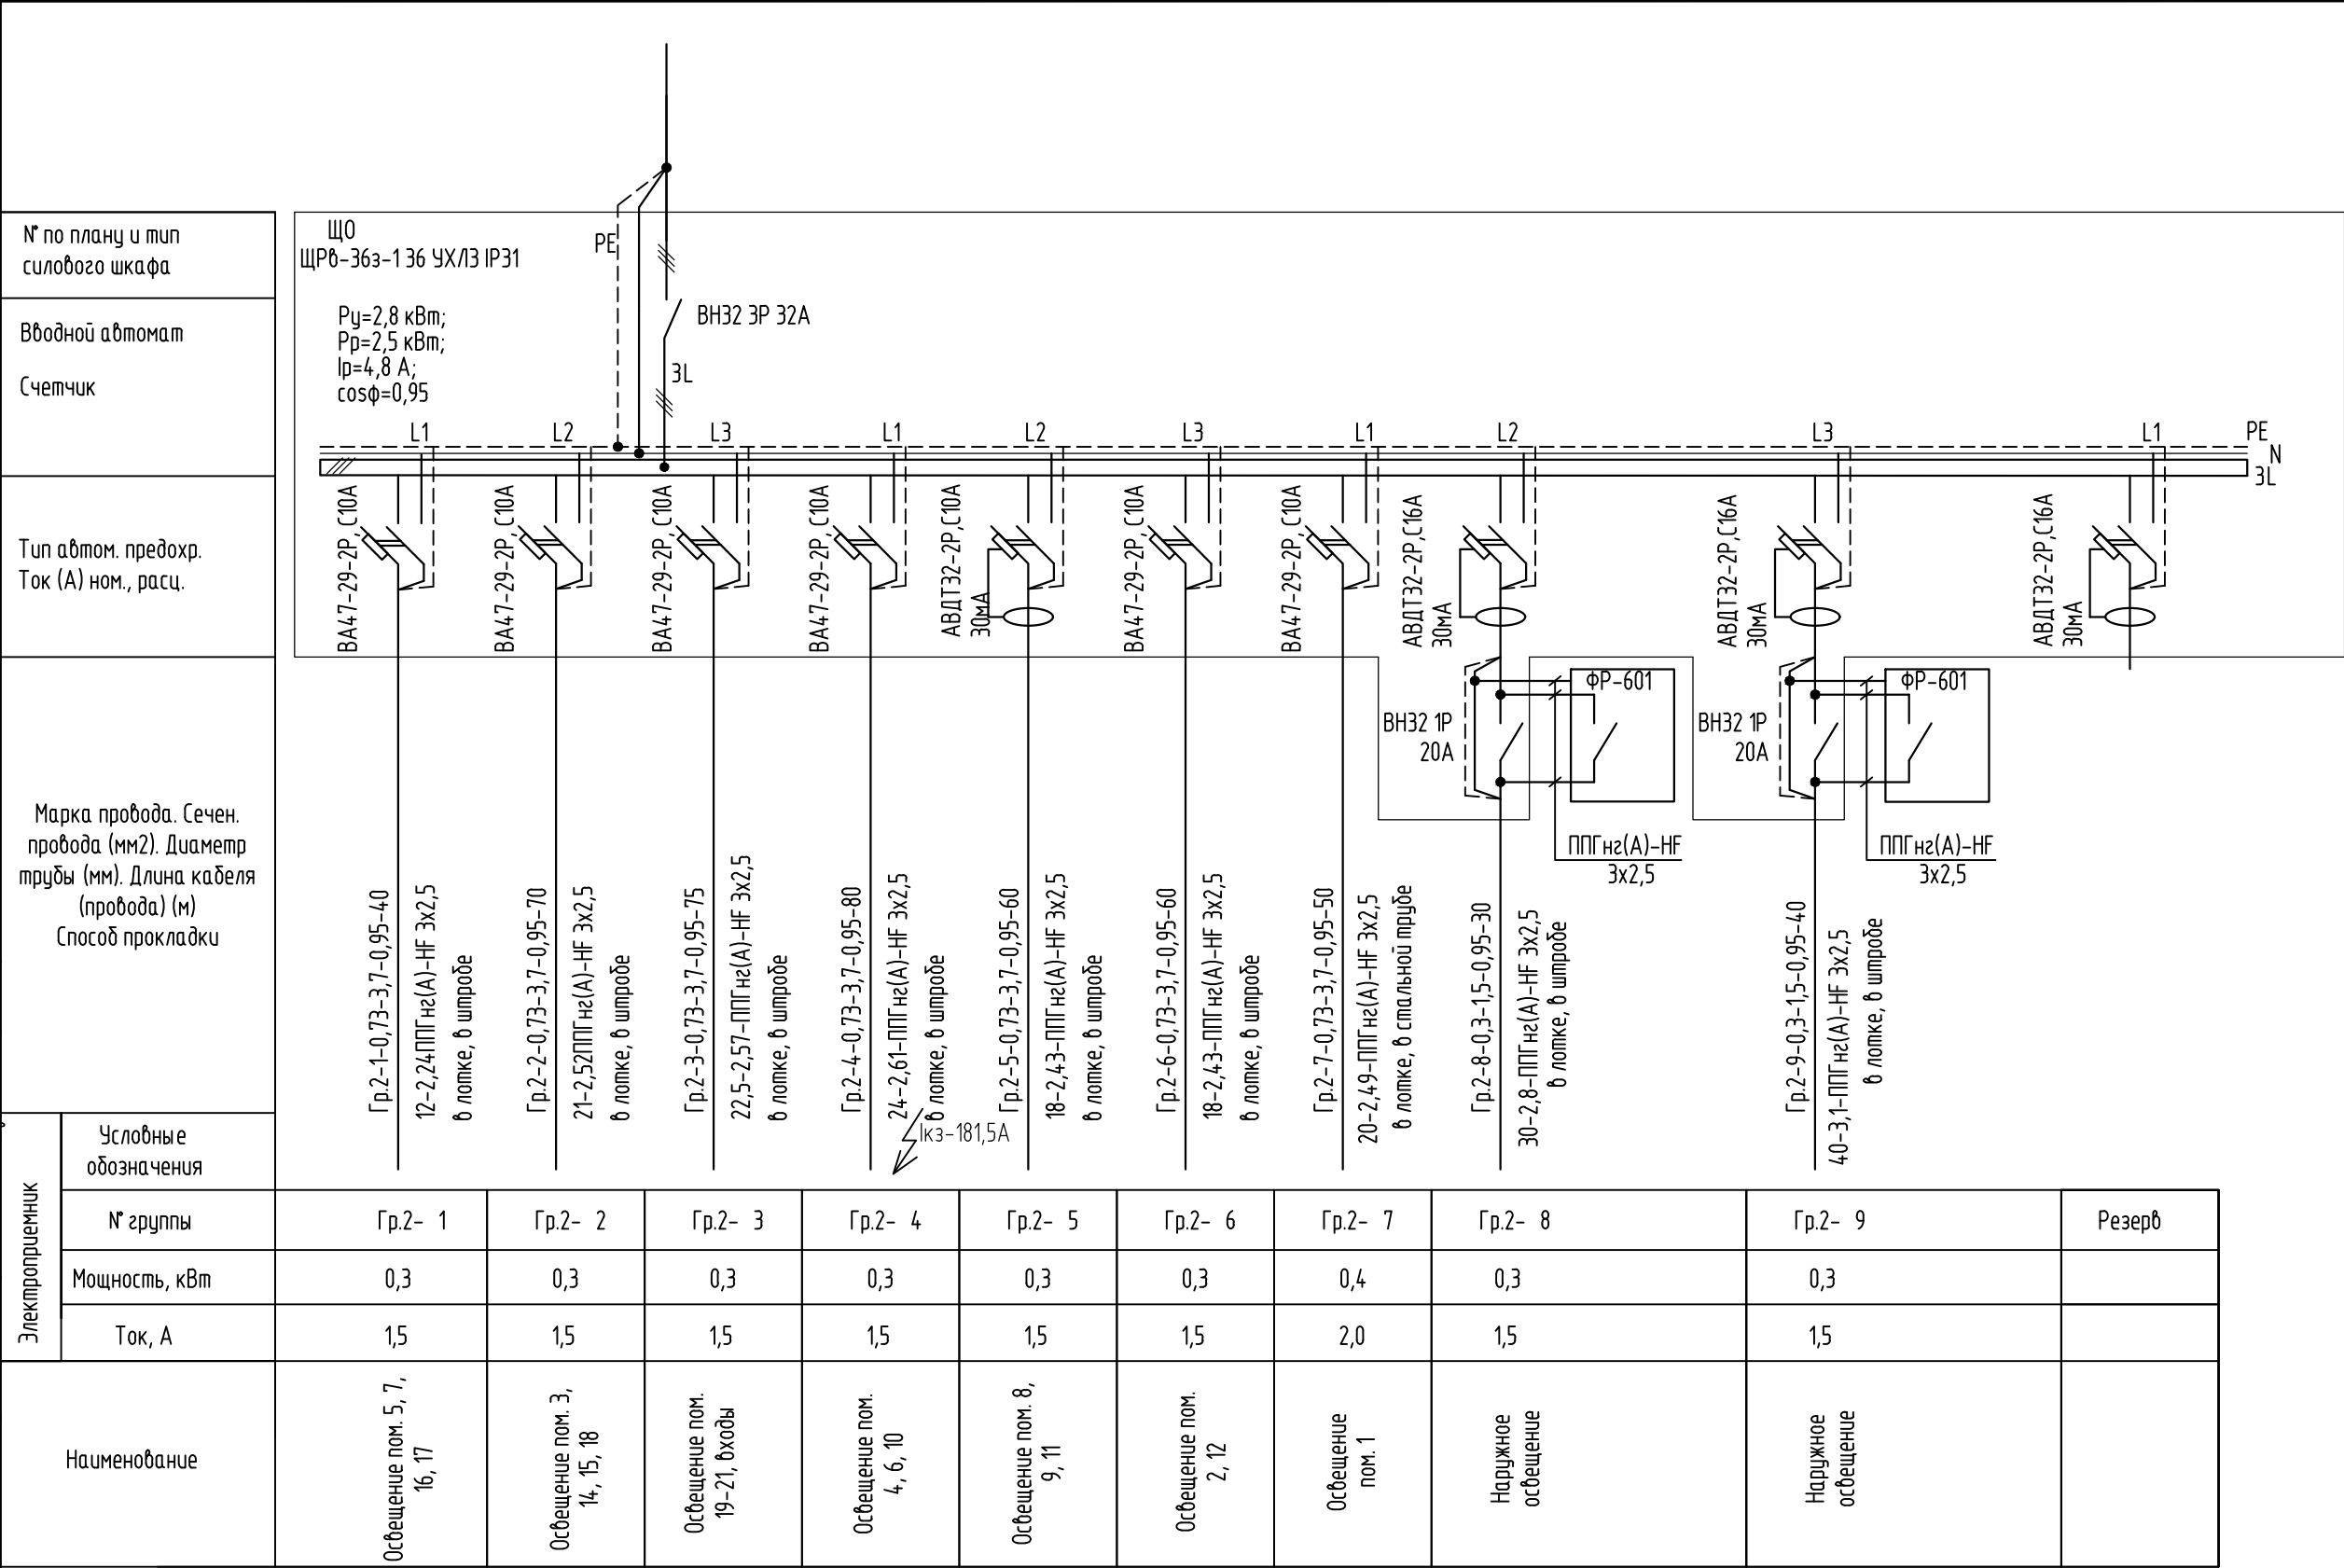 N° по плану и тип
силового шкафа
Вводной автомат
Счетчик
Тип автом. предохр.
Ток (А) ном., расц.
Марка провода. Сечен.
провода (мм2). Диаметр
трубы (мм). Длина кабеля
(провода) (м)
Способ прокладки
ЩО
ЩРв-36з-1 36 УХЛ3 IP31
Ру=2,8 кВт;
Рр=2,5 кВт;
Iр=4,8 А;
cosφ=0,95
PE
ВН32 3Р 32А
3L
L1
L2
L3
L1
L2
L3
L1
L2
L3
L1
PE
N
3L
ВА47-29-2Р,С10А
ВА47-29-2Р,С10А
ВА47-29-2Р,С10А
ВА47-29-2Р,С10А
АВДТ32-2Р,С10А
30мА
ВА47-29-2Р,С10А
ВА47-29-2Р,С10А
АВДТ32-2Р,С16А
30мА
АВДТ32-2Р,С16А
30мА
АВДТ32-2Р,С16А
30мА
ВН32 1Р
20А
ФР-601
ППГнг(А)-HF
3х2,5
ВН32 1Р
20А
ФР-601
ППГнг(А)-HF
3х2,5
Гр.2-1-0,73-3,7-0,95-40
12-2,24ППГнг(А)-HF 3х2,5
в лотке, в штробе
Гр.2-2-0,73-3,7-0,95-70
21-2,52ППГнг(А)-HF 3х2,5
в лотке, в штробе
Гр.2-3-0,73-3,7-0,95-75
22,5-2,57-ППГнг(А)-HF 3х2,5
в лотке, в штробе
Гр.2-4-0,73-3,7-0,95-80
24-2,61-ППГнг(А)-HF 3х2,5
в лотке, в штробе
Iкз-181,5А
Гр.2-5-0,73-3,7-0,95-60
18-2,43-ППГнг(А)-HF 3х2,5
в лотке, в штробе
Гр.2-6-0,73-3,7-0,95-60
18-2,43-ППГнг(А)-HF 3х2,5
в лотке, в штробе
Гр.2-7-0,73-3,7-0,95-50
20-2,49-ППГнг(А)-HF 3х2,5
в лотке, в стальной трубе
Гр.2-8-0,3-1,5-0,95-30
30-2,8-ППГнг(А)-HF 3х2,5
в лотке, в штробе
Гр.2-9-0,3-1,5-0,95-40
40-3,1-ППГнг(А)-HF 3х2,5
в лотке, в штробе
Электроприемник
Условные
обозначения
N° группы
Гр.2- 1
Гр.2- 2
Гр.2- 3
Гр.2- 4
Гр.2- 5
Гр.2- 6
Гр.2- 7
Гр.2- 8
Гр.2- 9
Резерв
Мощность, кВт
0,3
0,3
0,3
0,3
0,3
0,3
0,4
0,3
0,3
Ток, А
1,5
1,5
1,5
1,5
1,5
1,5
2,0
1,5
1,5
Наименование
Освещение пом. 5, 7,
16, 17
Освещение пом. 3,
14, 15, 18
Освещение пом.
19-21, входы
Освещение пом.
4, 6, 10
Освещение пом. 8,
9, 11
Освещение пом.
2, 12
Освещение
пом. 1
Наружное
освещение
Наружное
освещение